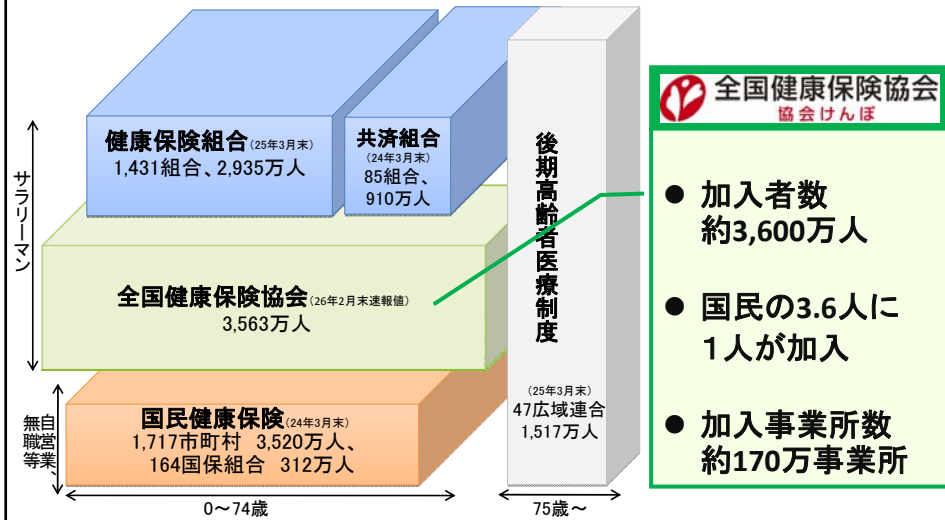 健康保険組合(25年3月末)
1,431組合、2,935万人
共済組合
(24年3月末)
85組合、
910万人
サラリーマン
全国健康保険協会(26年2月末速報値)
3,563万人
国民健康保険(24年3月末)
1,717市町村 3,520万人、
164国保組合 312万人
自営業、
無職等
0～74歳
後期高齢者医療制度
(25年3月末)
47広域連合
1,517万人
75歳～
全国健康保険協会
協会けんぽ
● 加入者数
約3,600万人
● 国民の3.6人に
1人が加入
● 加入事業所数
約170万事業所